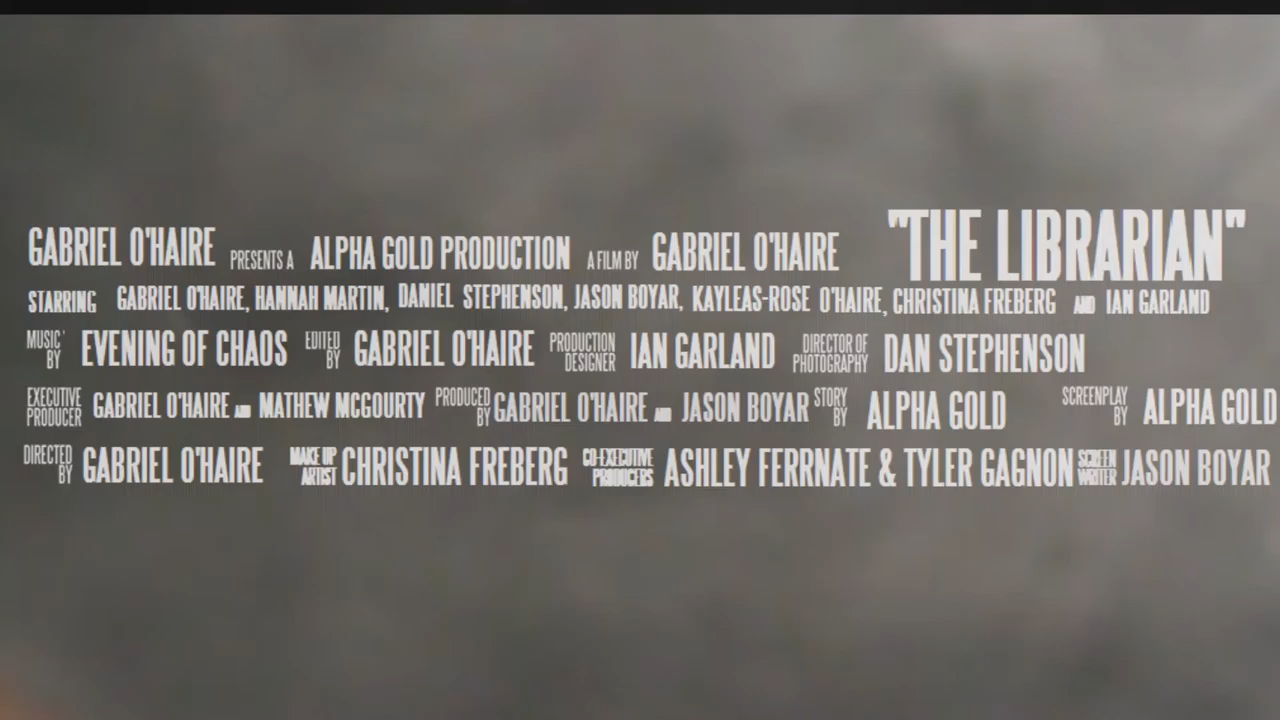 GABRIEL O'HAIRE PRESENTS A ALPHA GOLD PRODUCTION A FILM BY GABRIEL O'HAIRE "THE LIBRARIAN"
STARRING GABRIEL O'HAIRE, HANNAH MARTIN, DANIEL STEPHENSON, JASON BOYAR, KAYLEAS-ROSE O'HAIRE, CHRISTINA FREBERG AND IAN GARLAND
MUSIC BY EVENING OF CHAOS EDITED BY GABRIEL O'HAIRE PRODUCTION DESIGNER IAN GARLAND DIRECTOR OF PHOTOGRAPHY DAN STEPHENSON
EXECUTIVE PRODUCER GABRIEL O'HAIRE AND MATHEW MCGOURTY PRODUCED BY GABRIEL O'HAIRE AND JASON BOYAR STORY BY ALPHA GOLD SCREENPLAY BY ALPHA GOLD
DIRECTED BY GABRIEL O'HAIRE MAKE UP ARTIST CHRISTINA FREBERG CO-EXECUTIVE PRODUCERS ASHLEY FERRNATE & TYLER GAGNON SCREEN WRITER JASON BOYAR